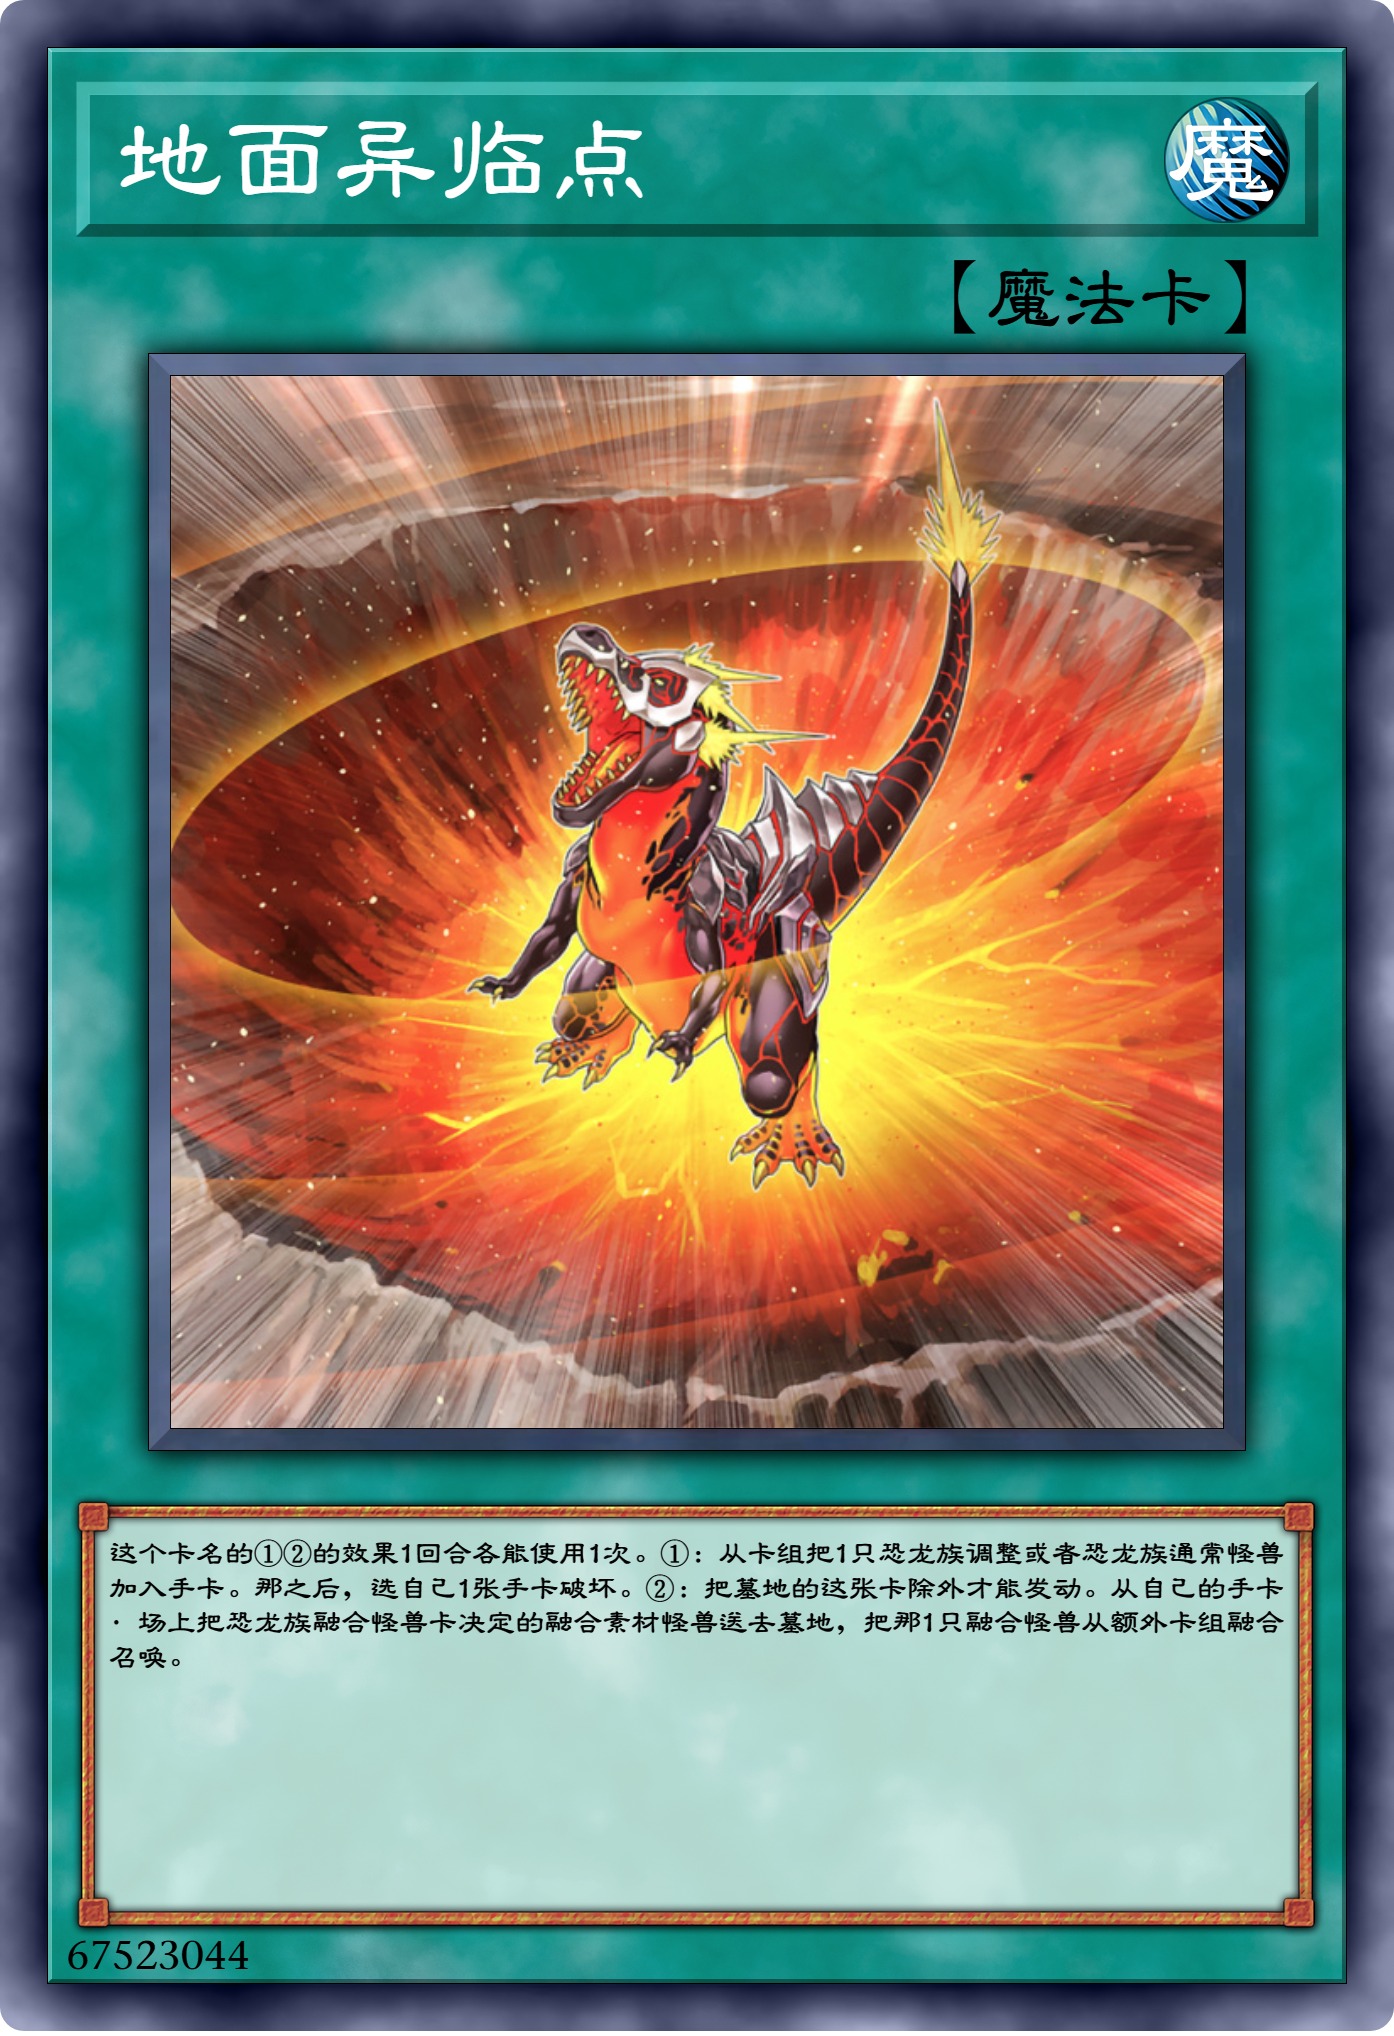 地面异临点
魔
【魔法卡】
这个卡名的①②的效果1回合各能使用1次。①：从卡组把1只恐龙族调整或者恐龙族通常怪兽
加入手卡。那之后，选自己1张手卡破坏。②：把墓地的这张卡除外才能发动。从自己的手卡
·场上把恐龙族融合怪兽卡决定的融合素材怪兽送去墓地，把那1只融合怪兽从额外卡组融合
召唤。
67523044